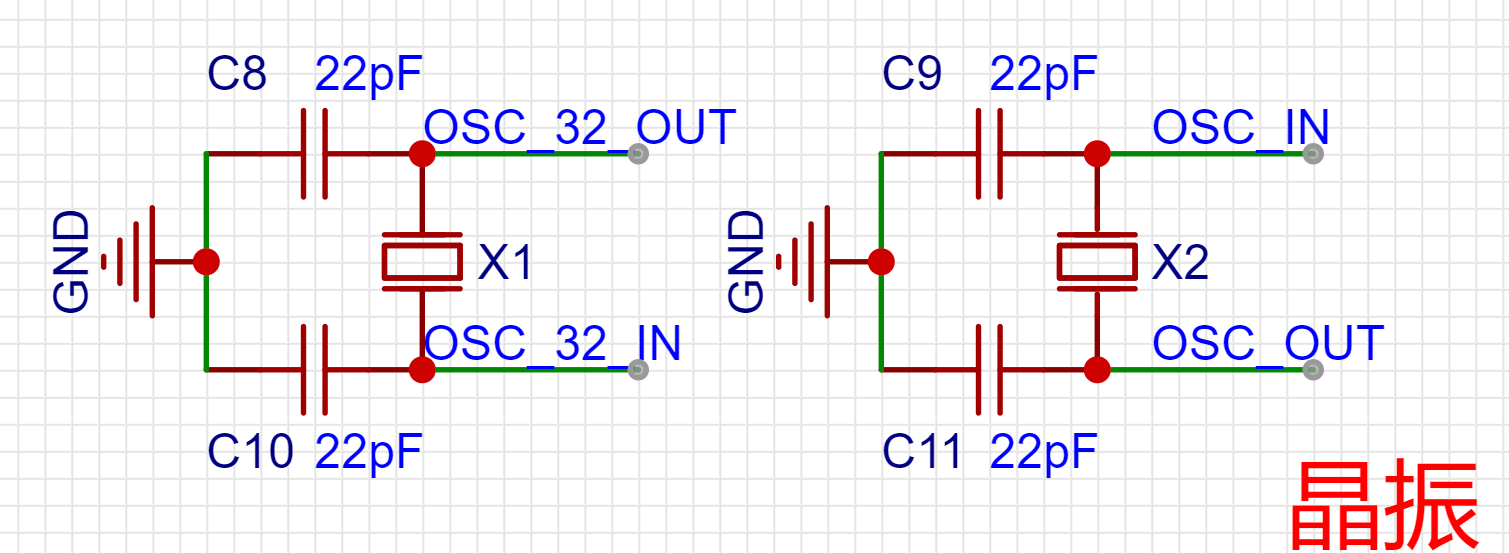 C8 22pF
OSC_32_OUT
GND
X1
OSC_32_IN
C10 22pF
C9 22pF
OSC_IN
GND
X2
OSC_OUT
C11 22pF
晶振